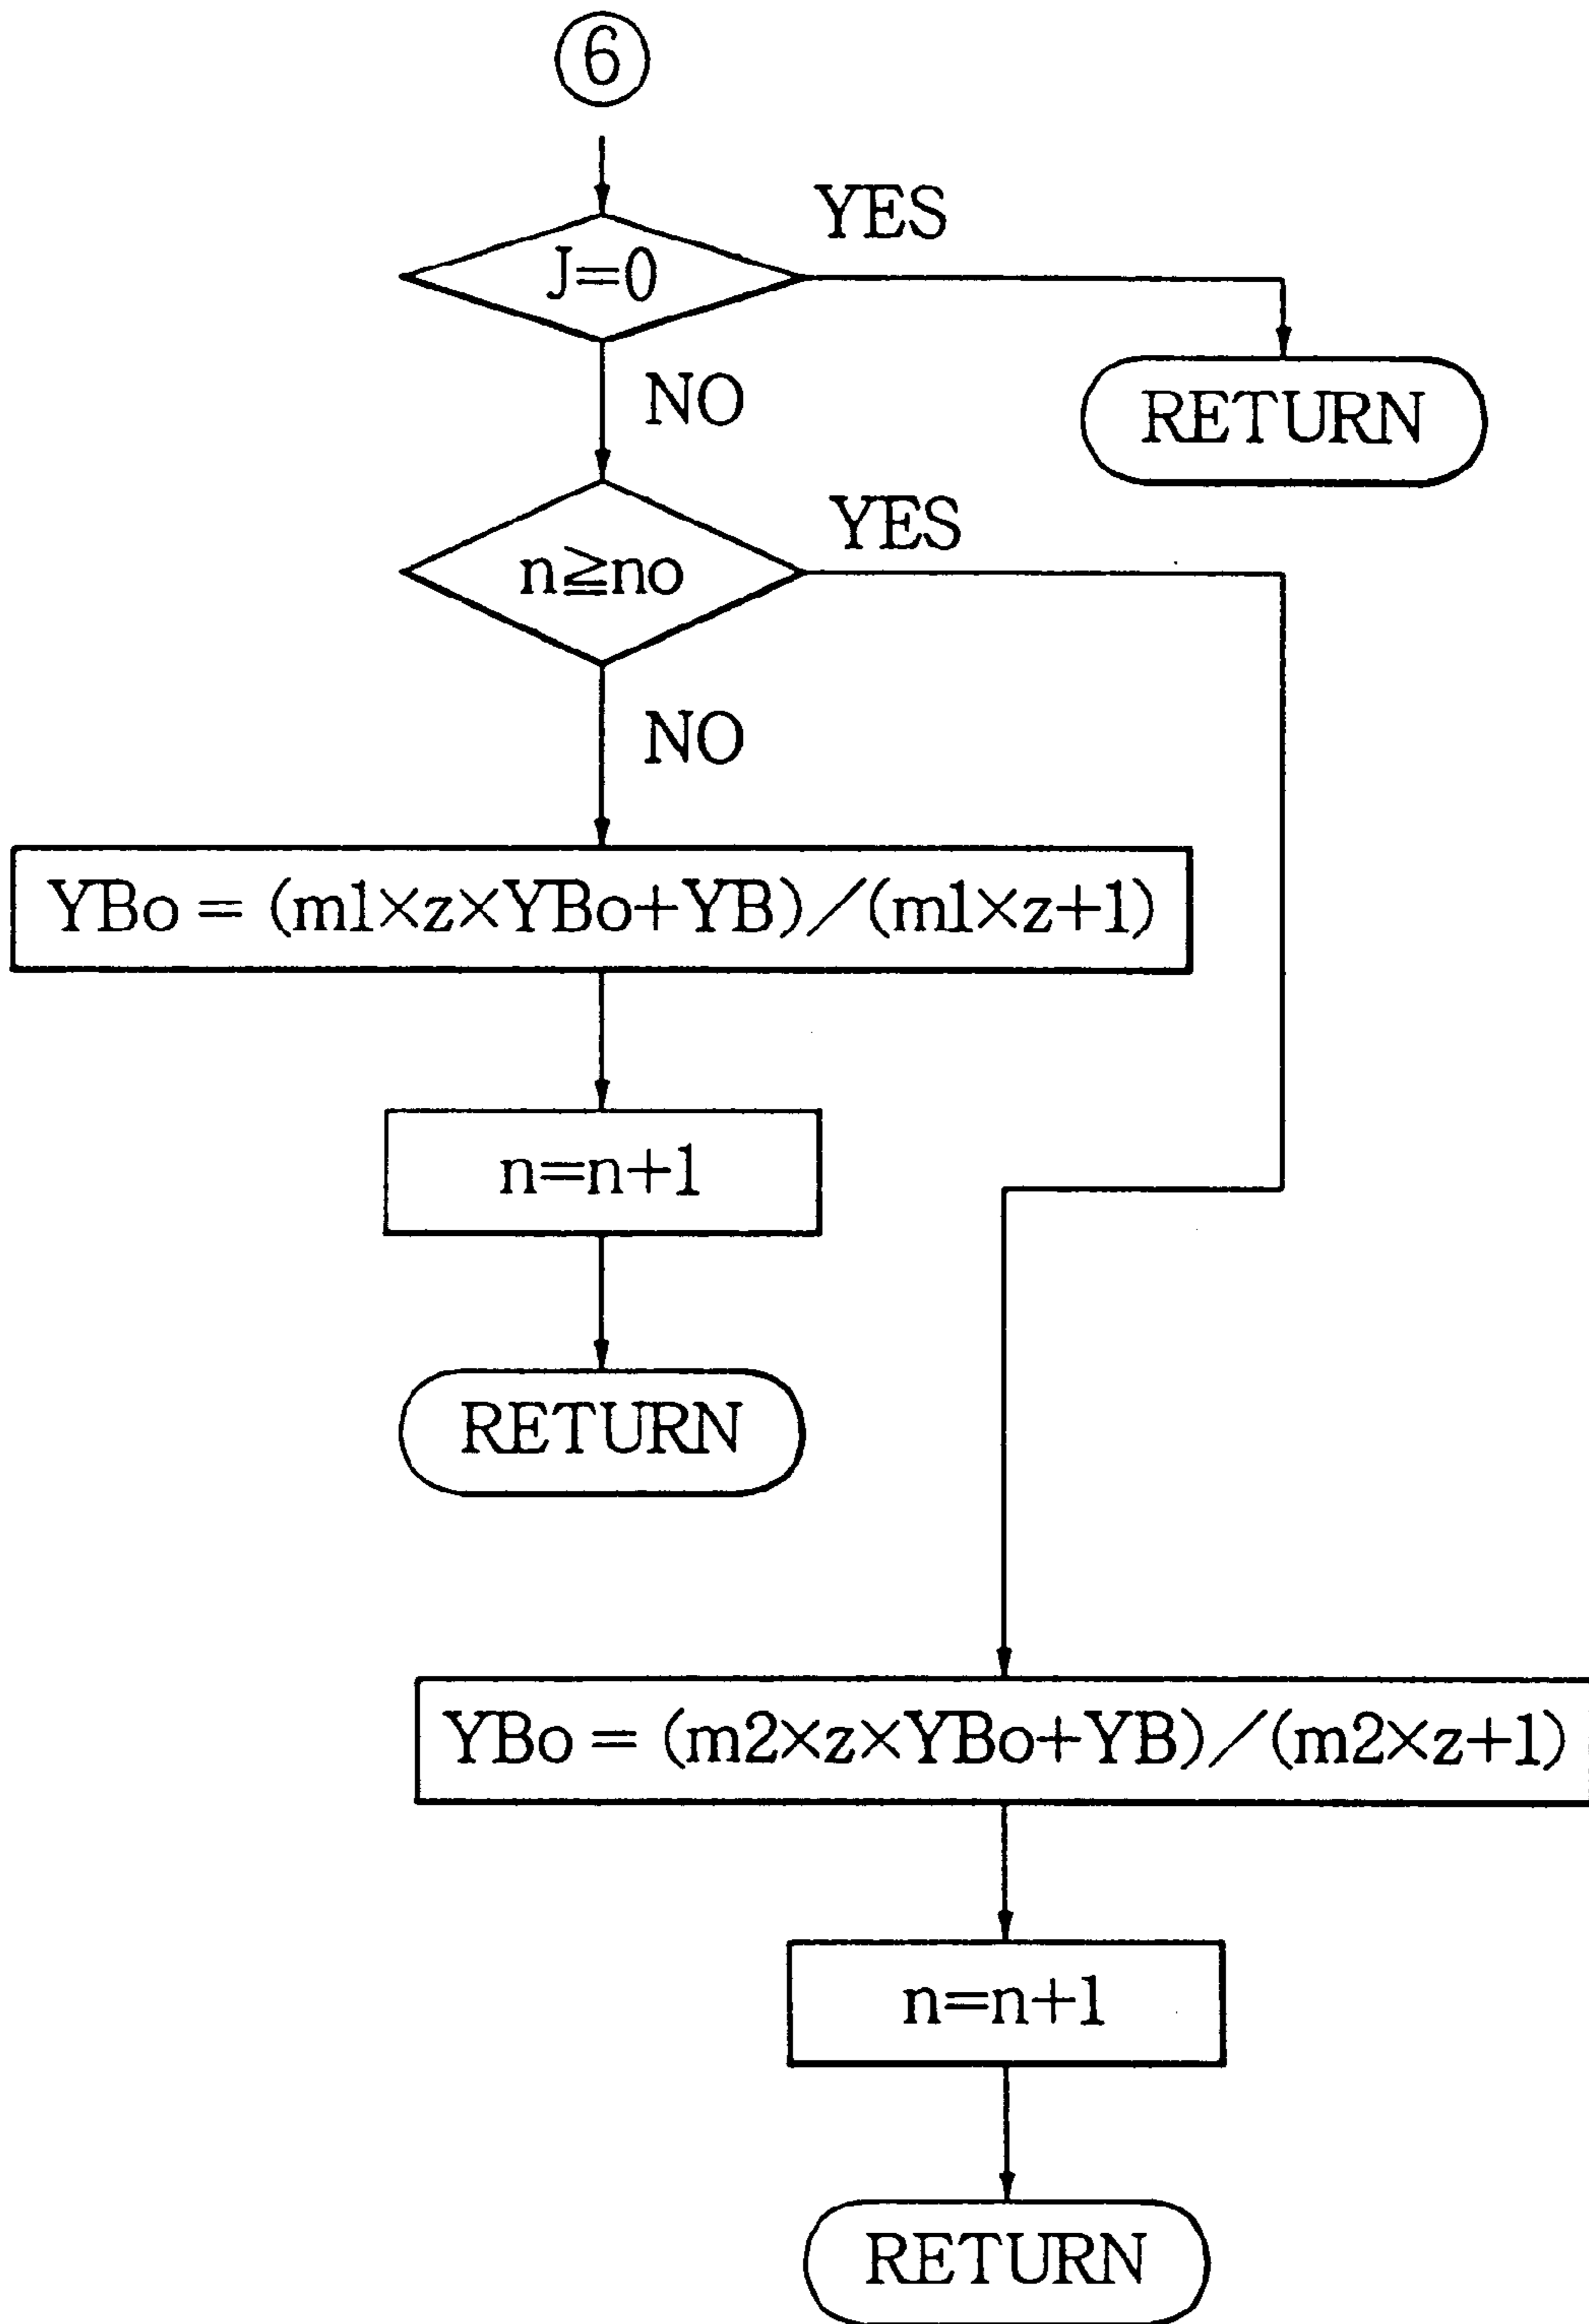 6
YES
J=0
NO
RETURN
YES
n≧no
NO
YBo = (m1×z×YBo+YB)/(m1×z+1)
n=n+1
RETURN
YBo = (m2×z×YBo+YB)/(m2×z+1)
n=n+1
RETURN